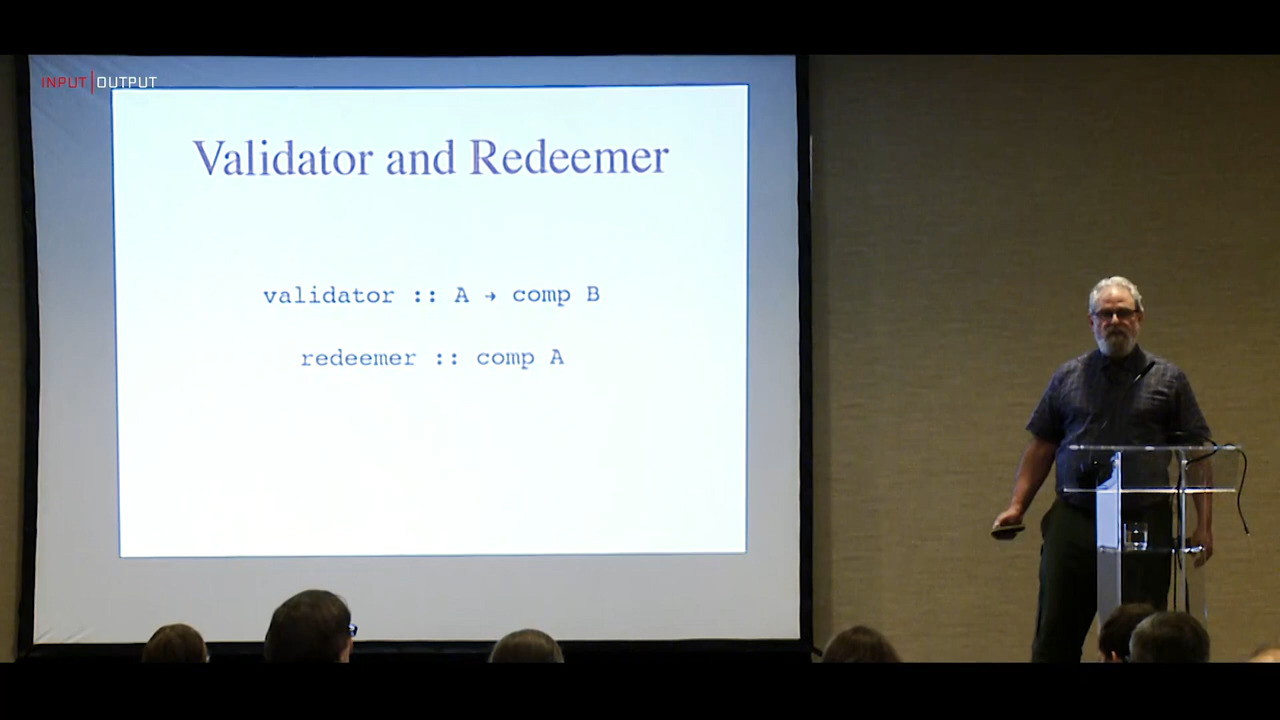 INPUT|OUTPUT
Validator and Redeemer
validator :: A → comp B
redeemer :: comp A